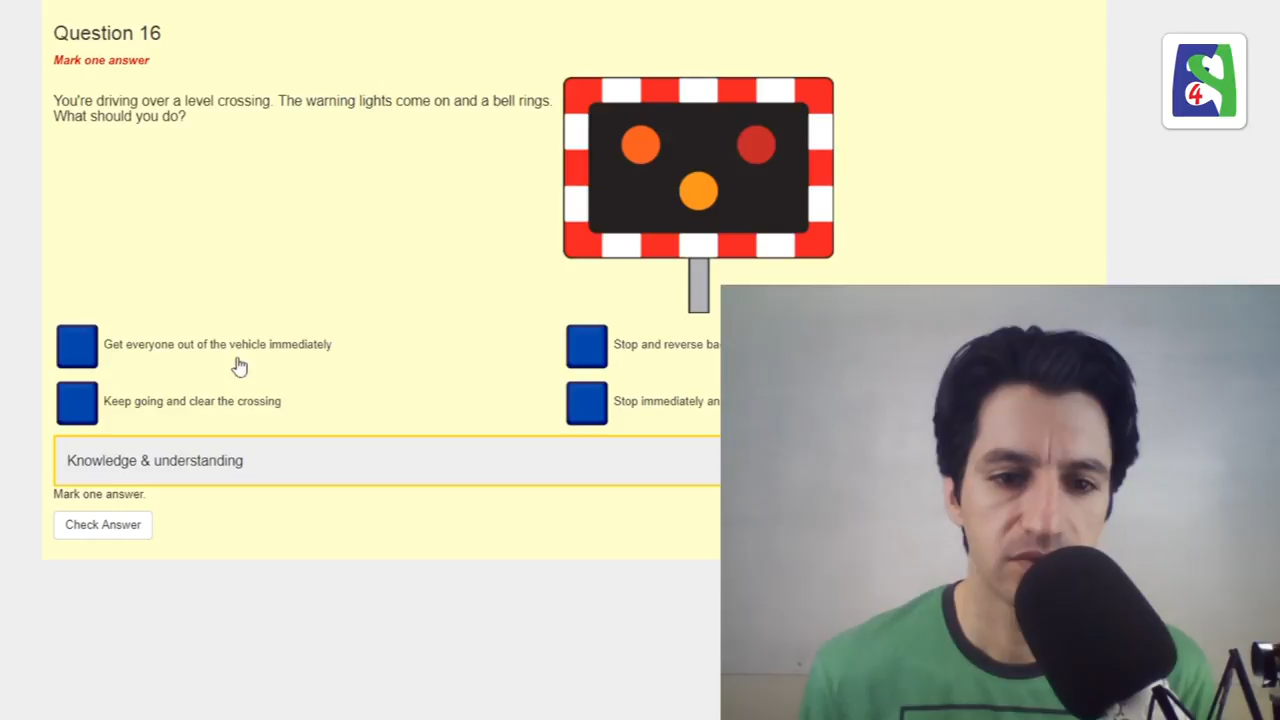 Question 16
Mark one answer
You're driving over a level crossing. The warning lights come on and a bell rings.
What should you do?
4
Get everyone out of the vehicle immediately
Stop and reverse
Keep going and clear the crossing
Stop immediately
Knowledge & understanding
Mark one answer.
Check Answer